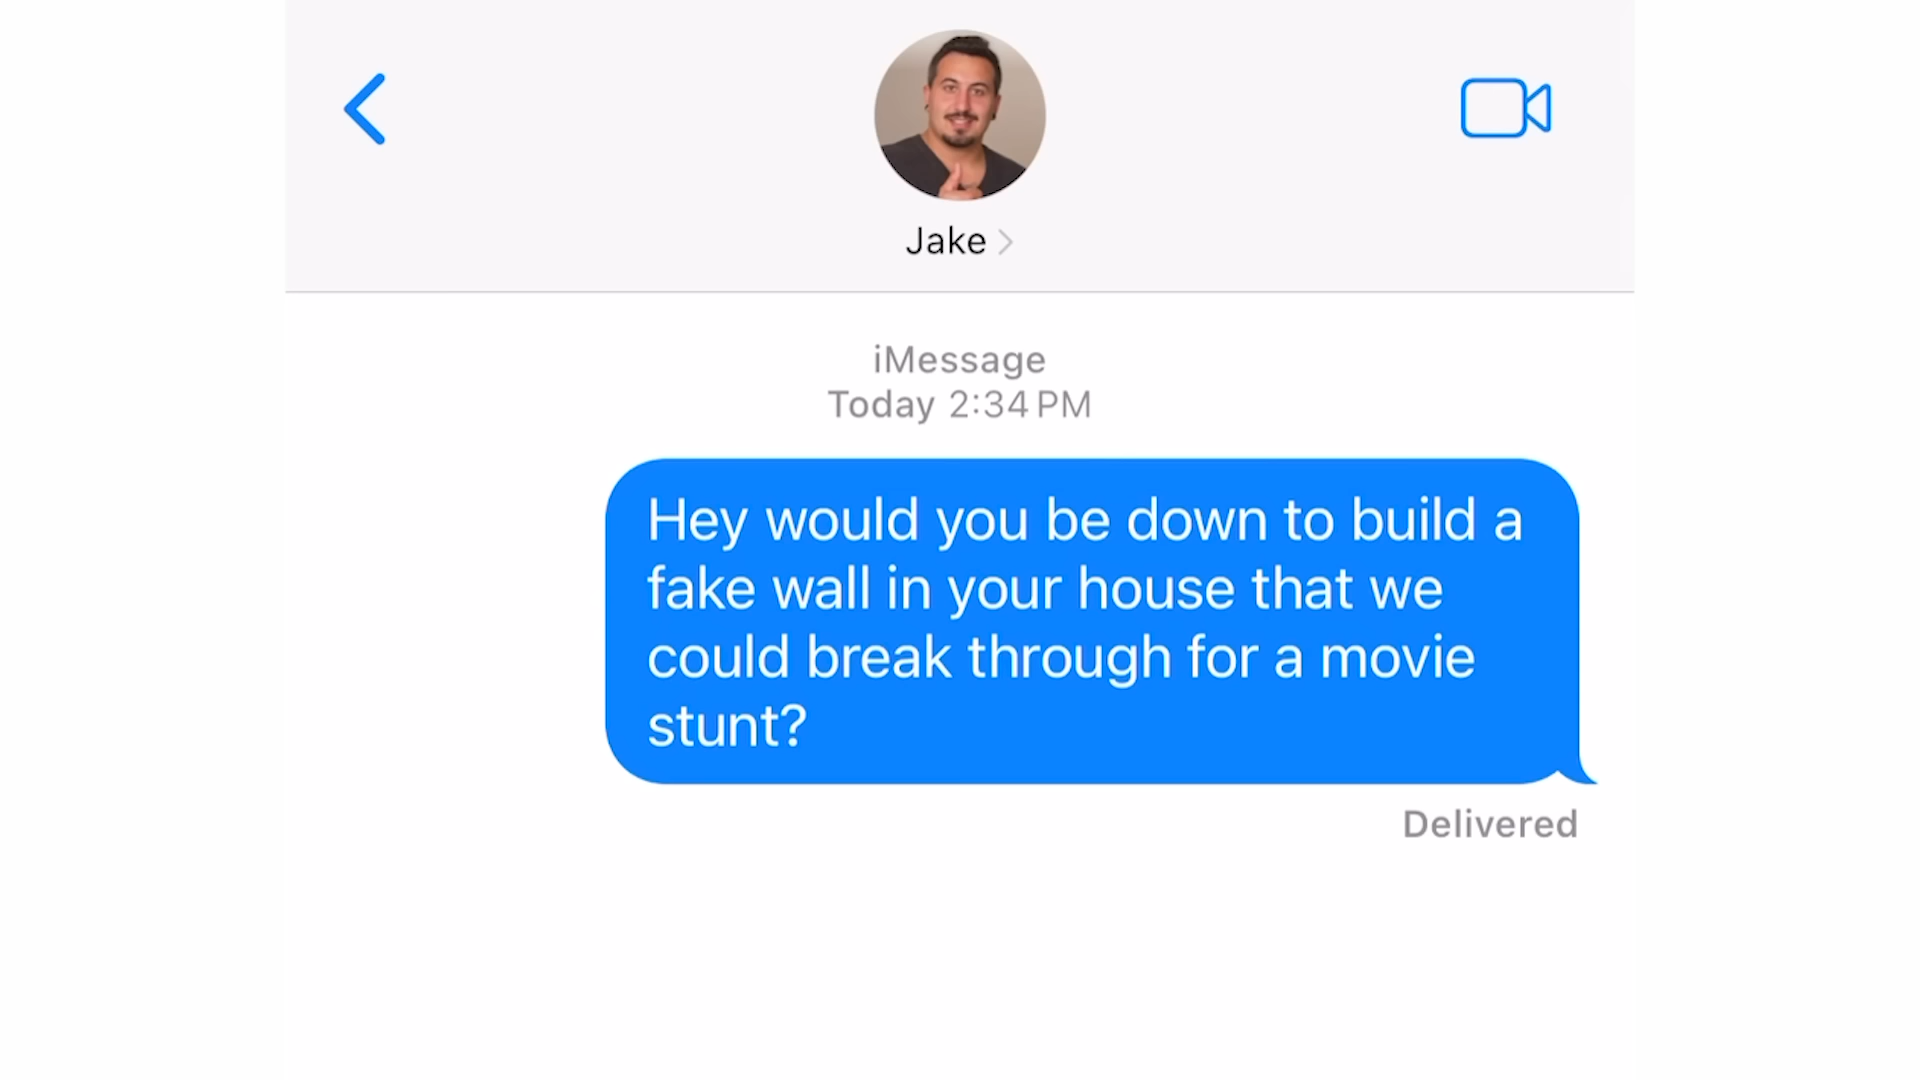 Jake
iMessage
Today 2:34 PM
Hey would you be down to build a
fake wall in your house that we
could break through for a movie
stunt?
Delivered